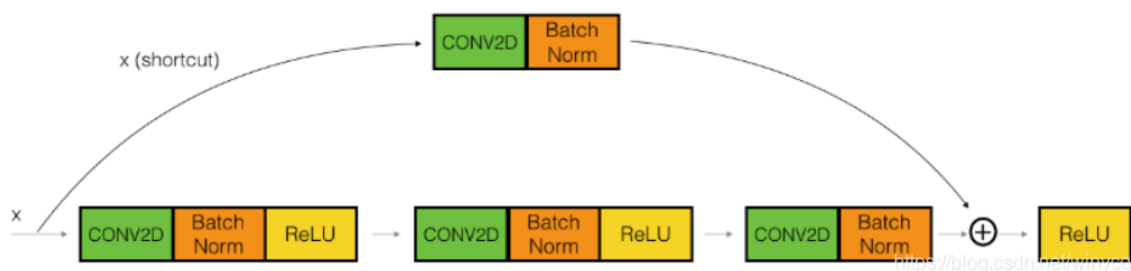 CONV2D
Batch
Norm
x (shortcut)
x
CONV2D
Batch
Norm
ReLU
CONV2D
Batch
Norm
ReLU
CONV2D
Batch
Norm
ReLU